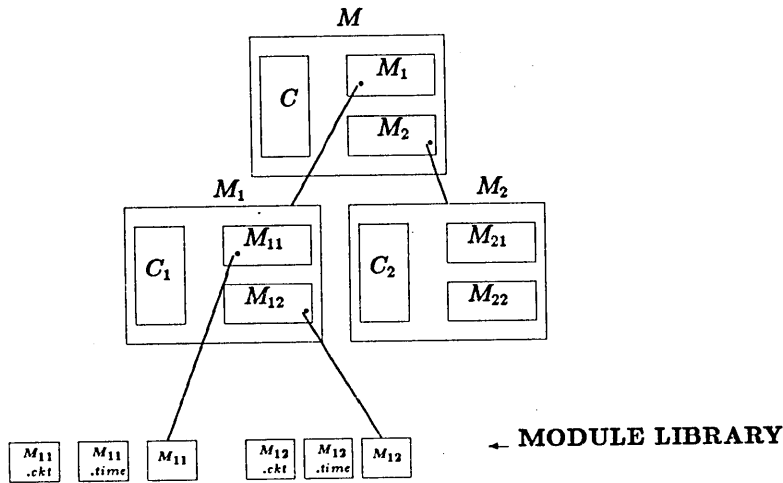 M
C
M₁
M₂
M₁
M₂
C₁
M₁₁
M₁₂
C₂
M₂₁
M₂₂
M₁₁
.ckt
M₁₁
.time
M₁₁
M₁₂
.ckt
M₁₂
.time
M₁₂
← MODULE LIBRARY